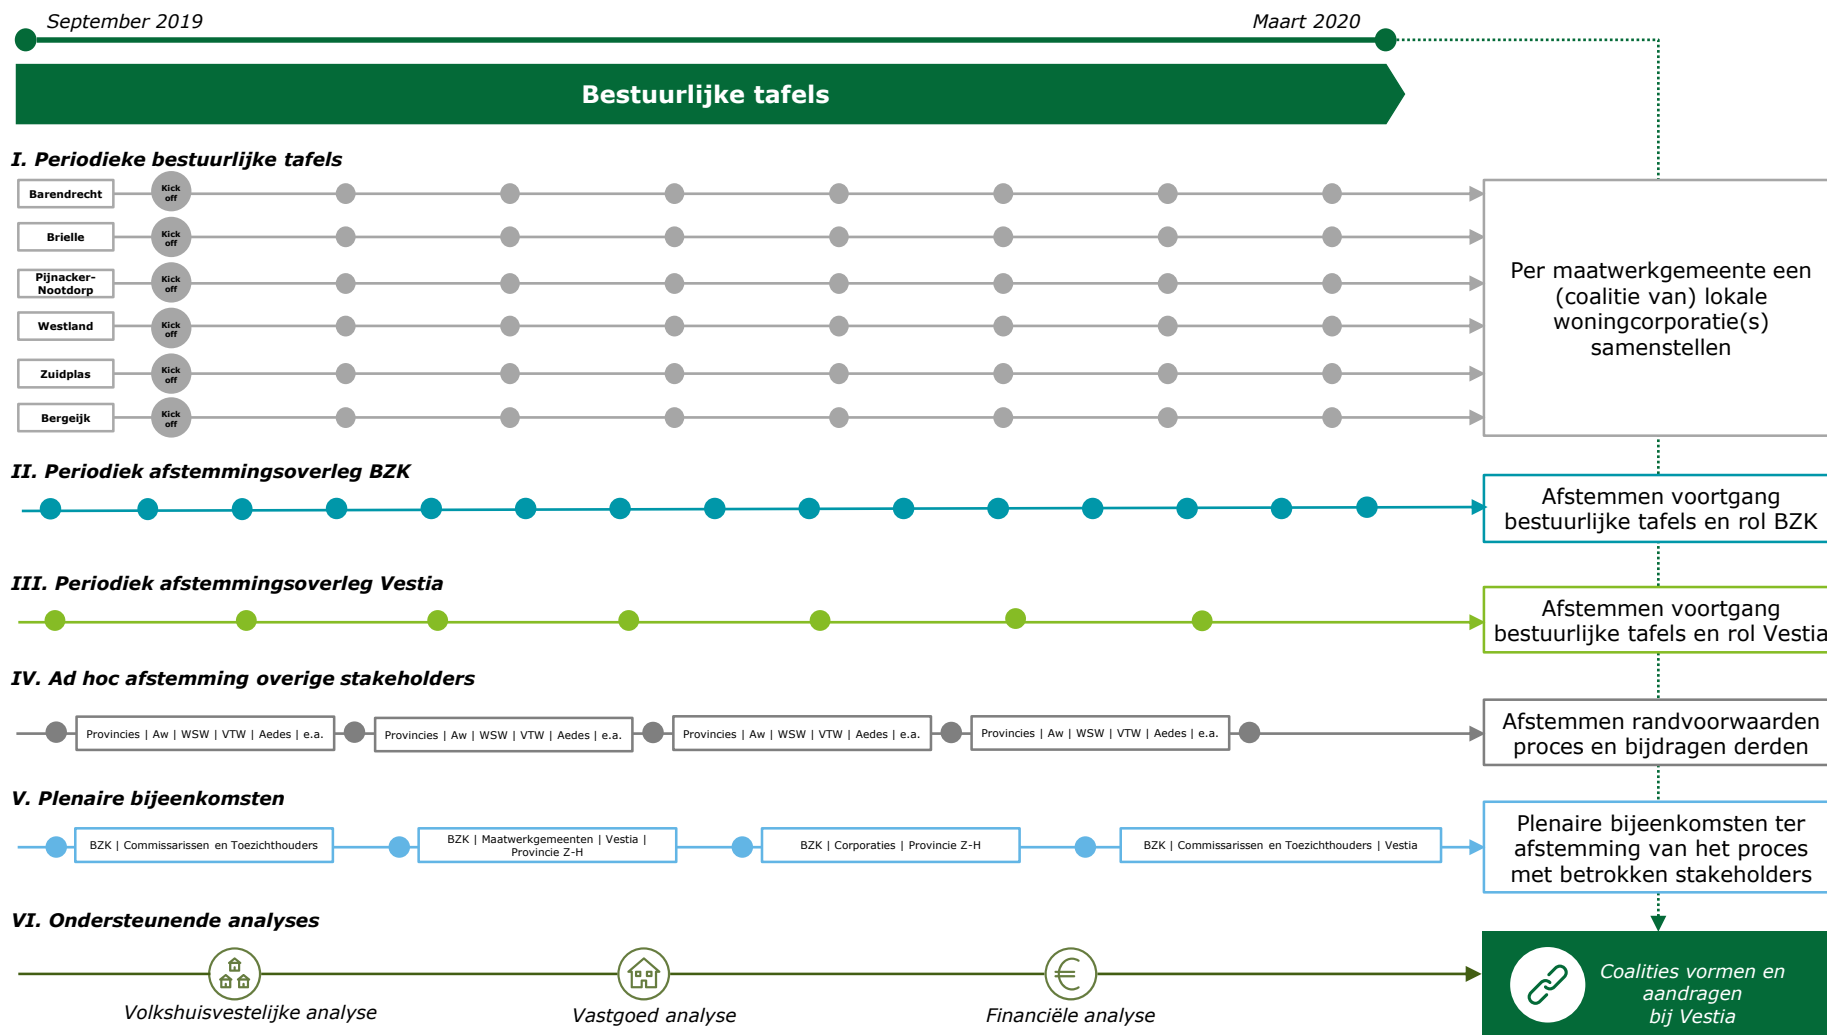 September 2019
Maart 2020
Bestuurlijke tafels
I. Periodieke bestuurlijke tafels
Barendrecht
Kick
off
Brielle
Kick
off
Pijnacker-
Nootdorp
Kick
off
Westland
Kick
off
Zuidplas
Kick
off
Bergeijk
Kick
off
Per maatwerkgemeente een
(coalitie van) lokale
woningcorporatie(s)
samenstellen
II. Periodiek afstemmingsoverleg BZK
Afstemmen voortgang
bestuurlijke tafels en rol BZK
III. Periodiek afstemmingsoverleg Vestia
Afstemmen voortgang
bestuurlijke tafels en rol Vestia
IV. Ad hoc afstemming overige stakeholders
Provincies | Aw | WSW | VTW | Aedes | e.a.
Provincies | Aw | WSW | VTW | Aedes | e.a.
Provincies | Aw | WSW | VTW | Aedes | e.a.
Provincies | Aw | WSW | VTW | Aedes | e.a.
Afstemmen randvoorwaarden
proces en bijdragen derden
V. Plenaire bijeenkomsten
BZK | Commissarissen en Toezichthouders
BZK | Maatwerkgemeenten | Vestia |
Provincie Z-H
BZK | Corporaties | Provincie Z-H
BZK | Commissarissen en Toezichthouders | Vestia
Plenaire bijeenkomsten ter
afstemming van het proces
met betrokken stakeholders
VI. Ondersteunende analyses
Volkshuisvestelijke analyse
Vastgoed analyse
Financiële analyse
Coalities vormen en
aandragen
bij Vestia